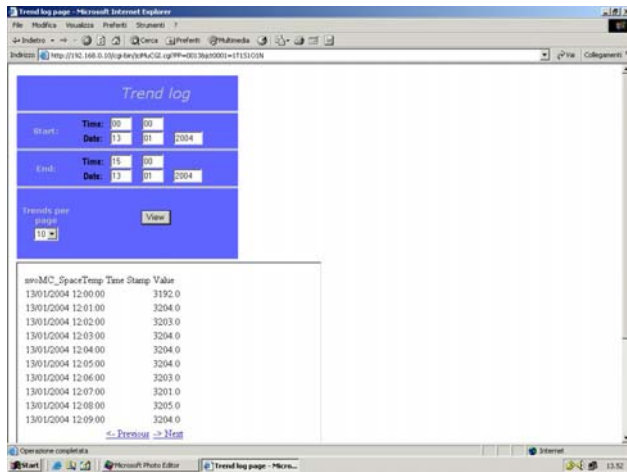 Trend log page - Microsoft Internet Explorer
File Modifica Visualizza Preferiti Strumenti ?
Indietro Cerca Preferiti Multimedia
Indirizzo Vai Collegamenti
Trend log
Start: Time: 00 00
Date: 13 01 2004
End: Time: 15 00
Date: 13 01 2004
Trends per page
10
View
nvoMC_SpaceTemp Time Stamp Value
13/01/2004 12:00:00 3192.0
13/01/2004 12:01:00 3204.0
13/01/2004 12:02:00 3203.0
13/01/2004 12:03:00 3204.0
13/01/2004 12:04:00 3204.0
13/01/2004 12:05:00 3204.0
13/01/2004 12:06:00 3203.0
13/01/2004 12:07:00 3201.0
13/01/2004 12:08:00 3205.0
13/01/2004 12:09:00 3204.0
<- Previous -> Next
Operazione completata Internet
Start Microsoft Photo Editor Trend log page - Micro... 13.52